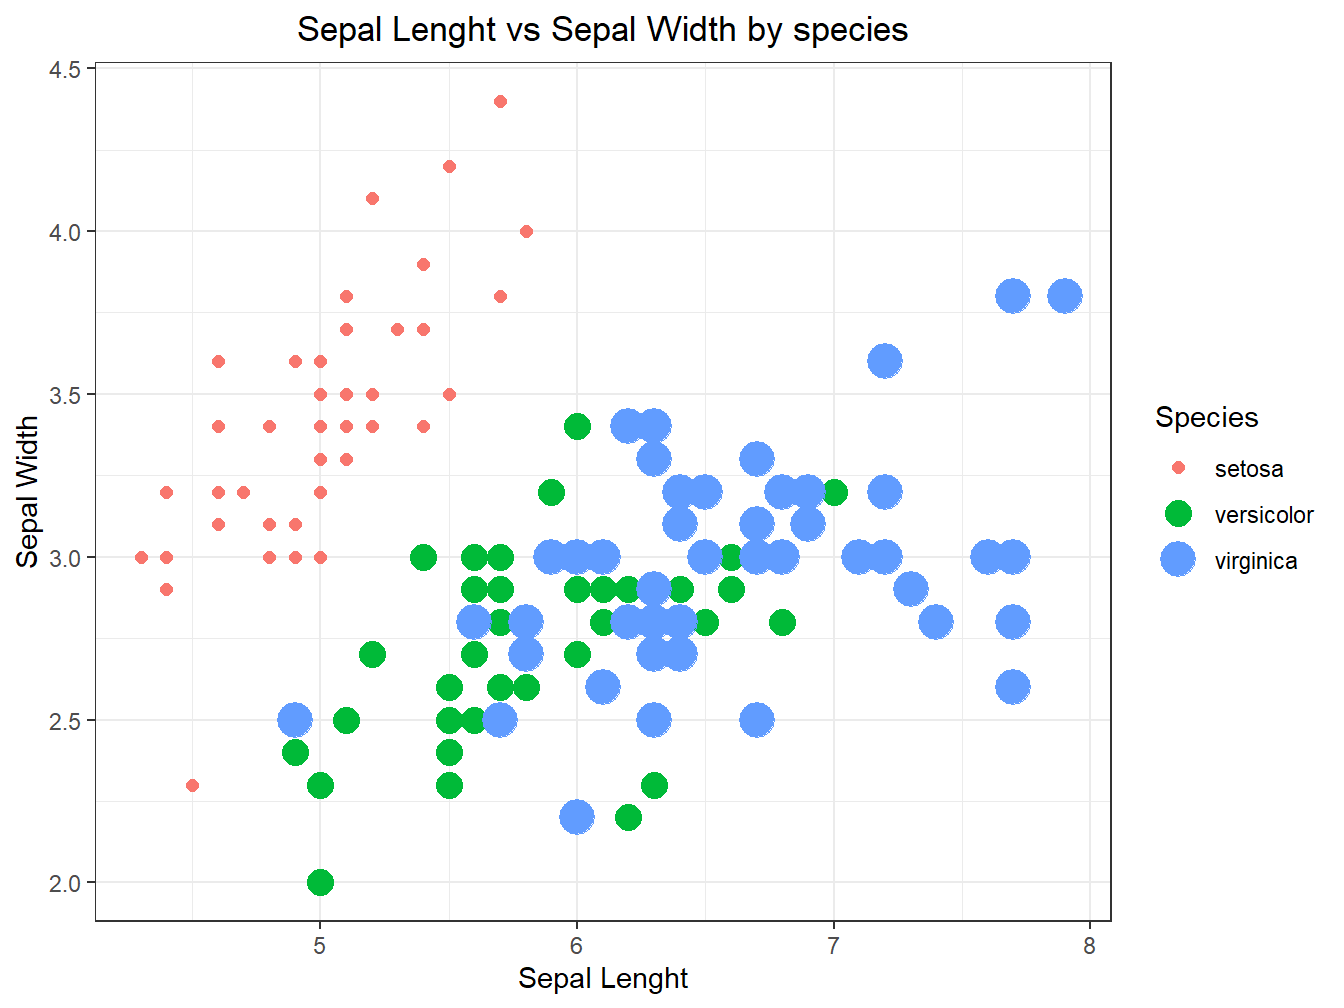 Sepal Lenght vs Sepal Width by species
4.5
4.0
3.5
3.0
2.5
2.0
Sepal Width
5 6 7 8
Sepal Lenght
Species
setosa
versicolor
virginica